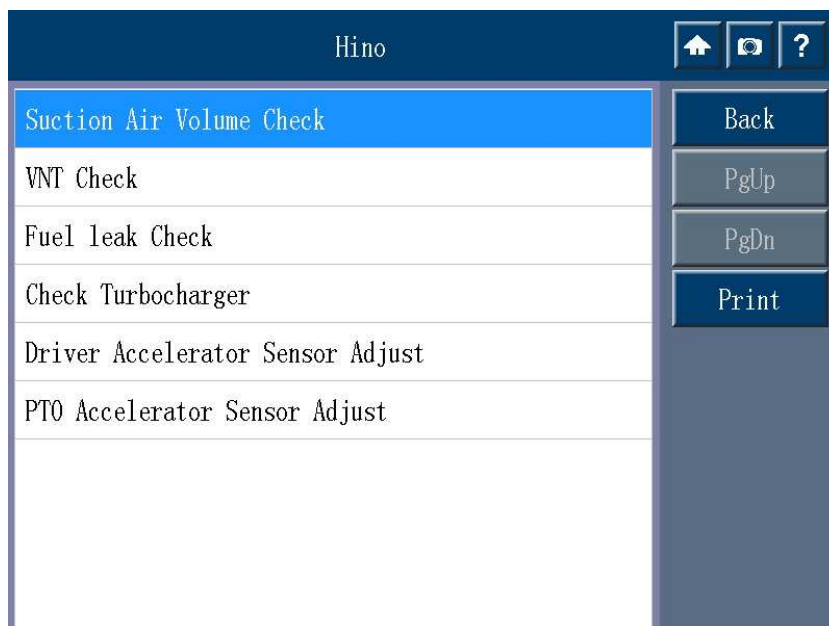 Hino
?
Suction Air Volume Check
Back
VNT Check
PgUp
Fuel leak Check
PgDn
Check Turbocharger
Print
Driver Accelerator Sensor Adjust
PTO Accelerator Sensor Adjust